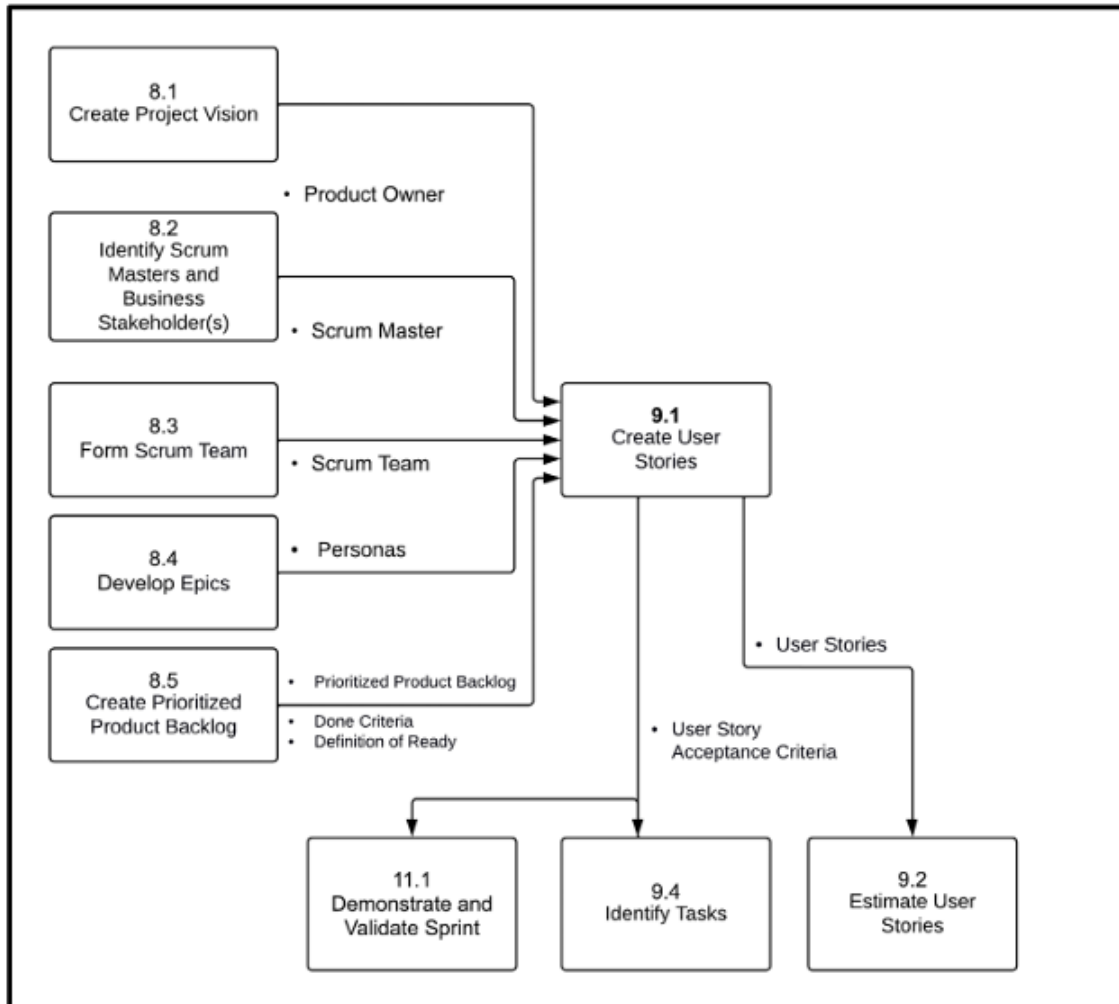 8.1
Create Project Vision
• Product Owner
8.2
Identify Scrum
Masters and
Business
Stakeholder(s)
• Scrum Master
8.3
Form Scrum Team
• Scrum Team
9.1
Create User
Stories
8.4
Develop Epics
• Personas
8.5
Create Prioritized
Product Backlog
• Prioritized Product Backlog
• Done Criteria
• Definition of Ready
• User Stories
• User Story
Acceptance Criteria
11.1
Demonstrate and
Validate Sprint
9.4
Identify Tasks
9.2
Estimate User
Stories